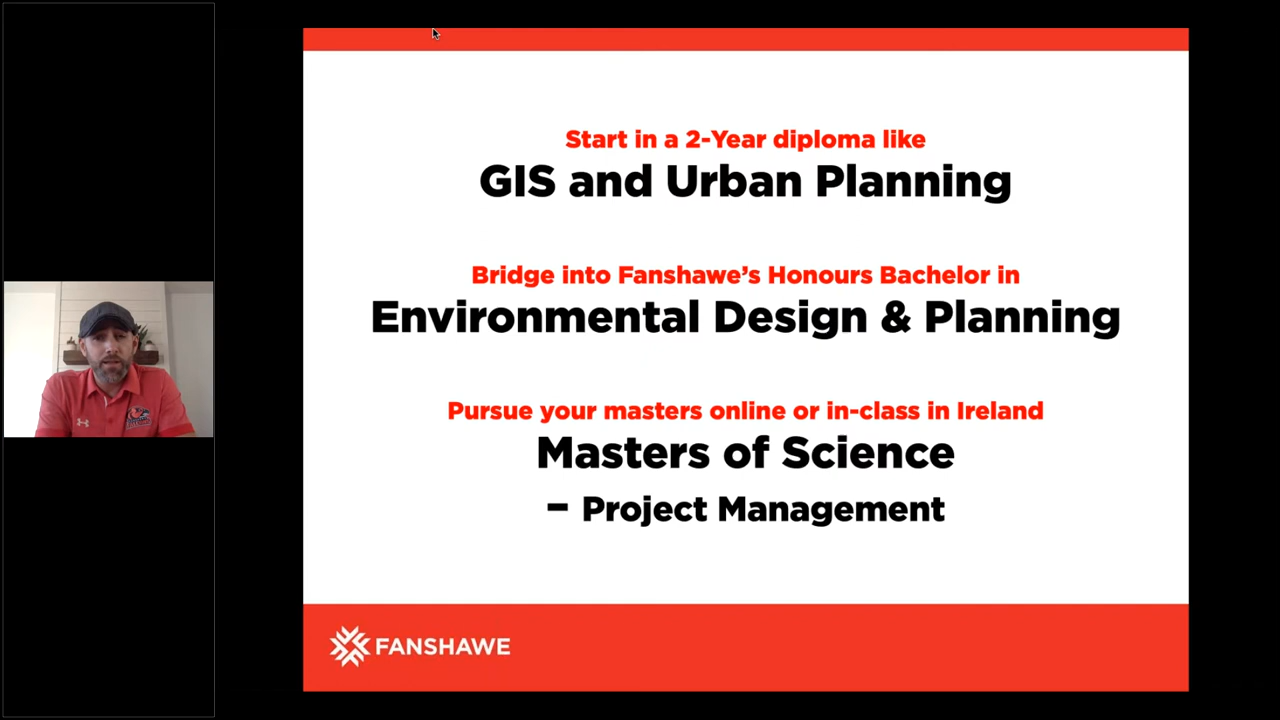 Start in a 2-Year diploma like
GIS and Urban Planning
Bridge into Fanshawe's Honours Bachelor in
Environmental Design & Planning
Pursue your masters online or in-class in Ireland
Masters of Science
– Project Management
FANSHAWE